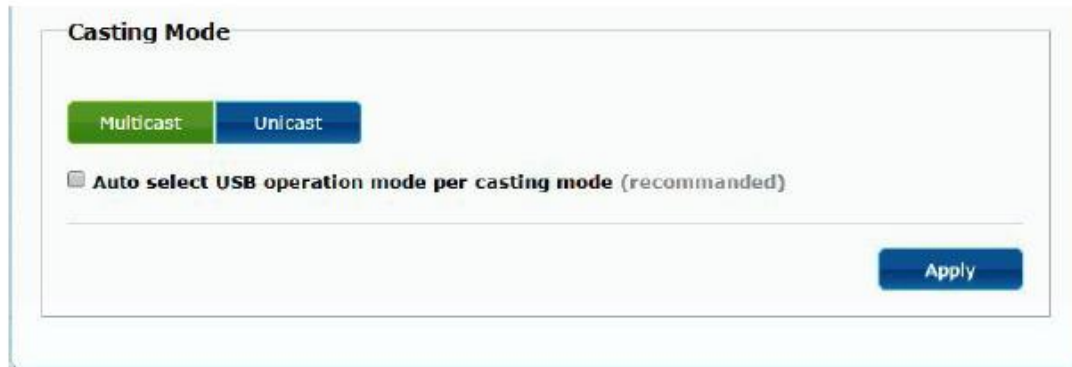 Casting Mode
Multicast Unicast
Auto select USB operation mode per casting mode (recommanded)
Apply